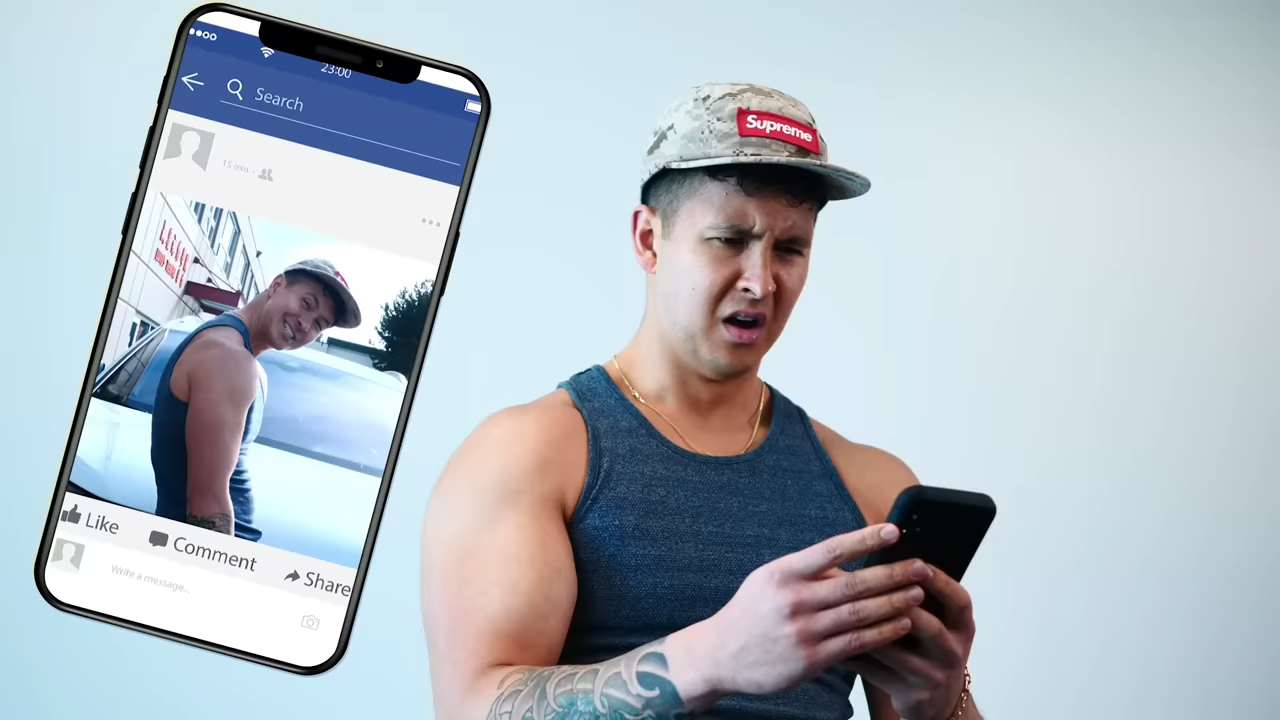 23:00
Search
15 min
Like
Comment
Share
Write a message...
Supreme